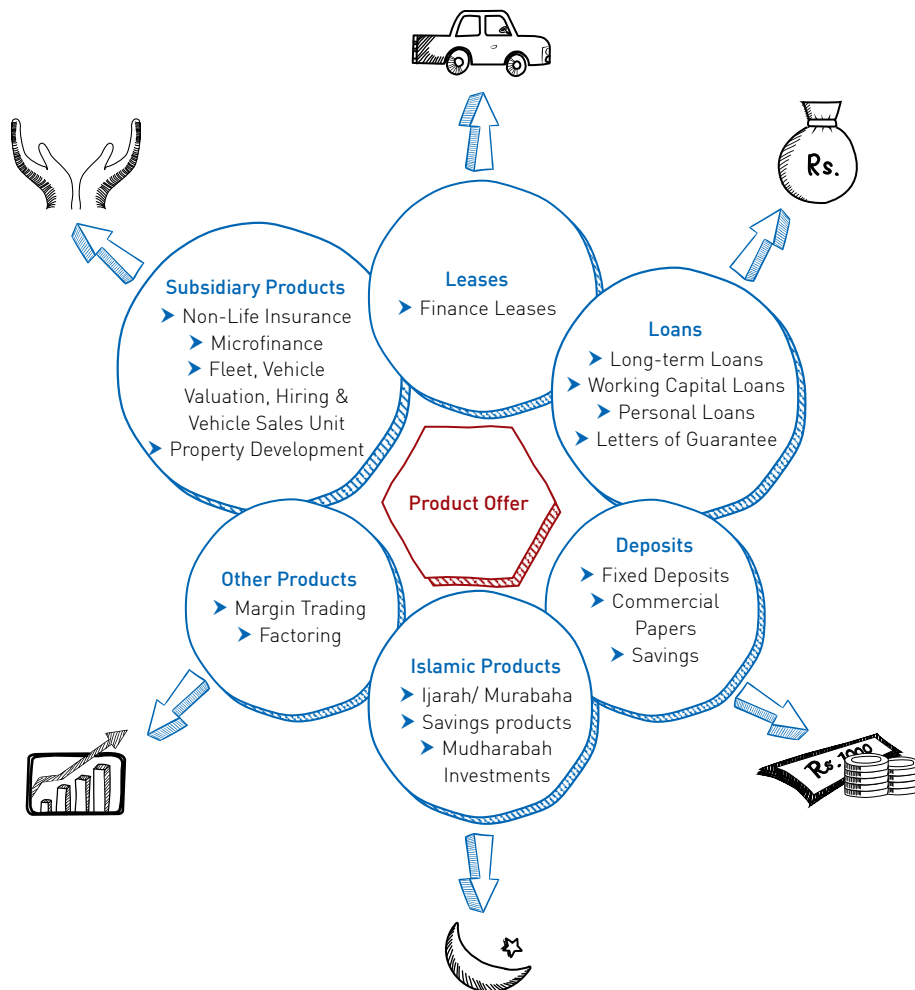 Rs.
Leases
➤ Finance Leases
Subsidiary Products
➤ Non-Life Insurance
➤ Microfinance
➤ Fleet, Vehicle
Valuation, Hiring &
Vehicle Sales Unit
➤ Property Development
Loans
➤ Long-term Loans
➤ Working Capital Loans
➤ Personal Loans
➤ Letters of Guarantee
Product Offer
Deposits
➤ Fixed Deposits
➤ Commercial
Papers
➤ Savings
Other Products
➤ Margin Trading
➤ Factoring
Islamic Products
➤ Ijarah/ Murabaha
➤ Savings products
➤ Mudharabah
Investments
Rs.1000